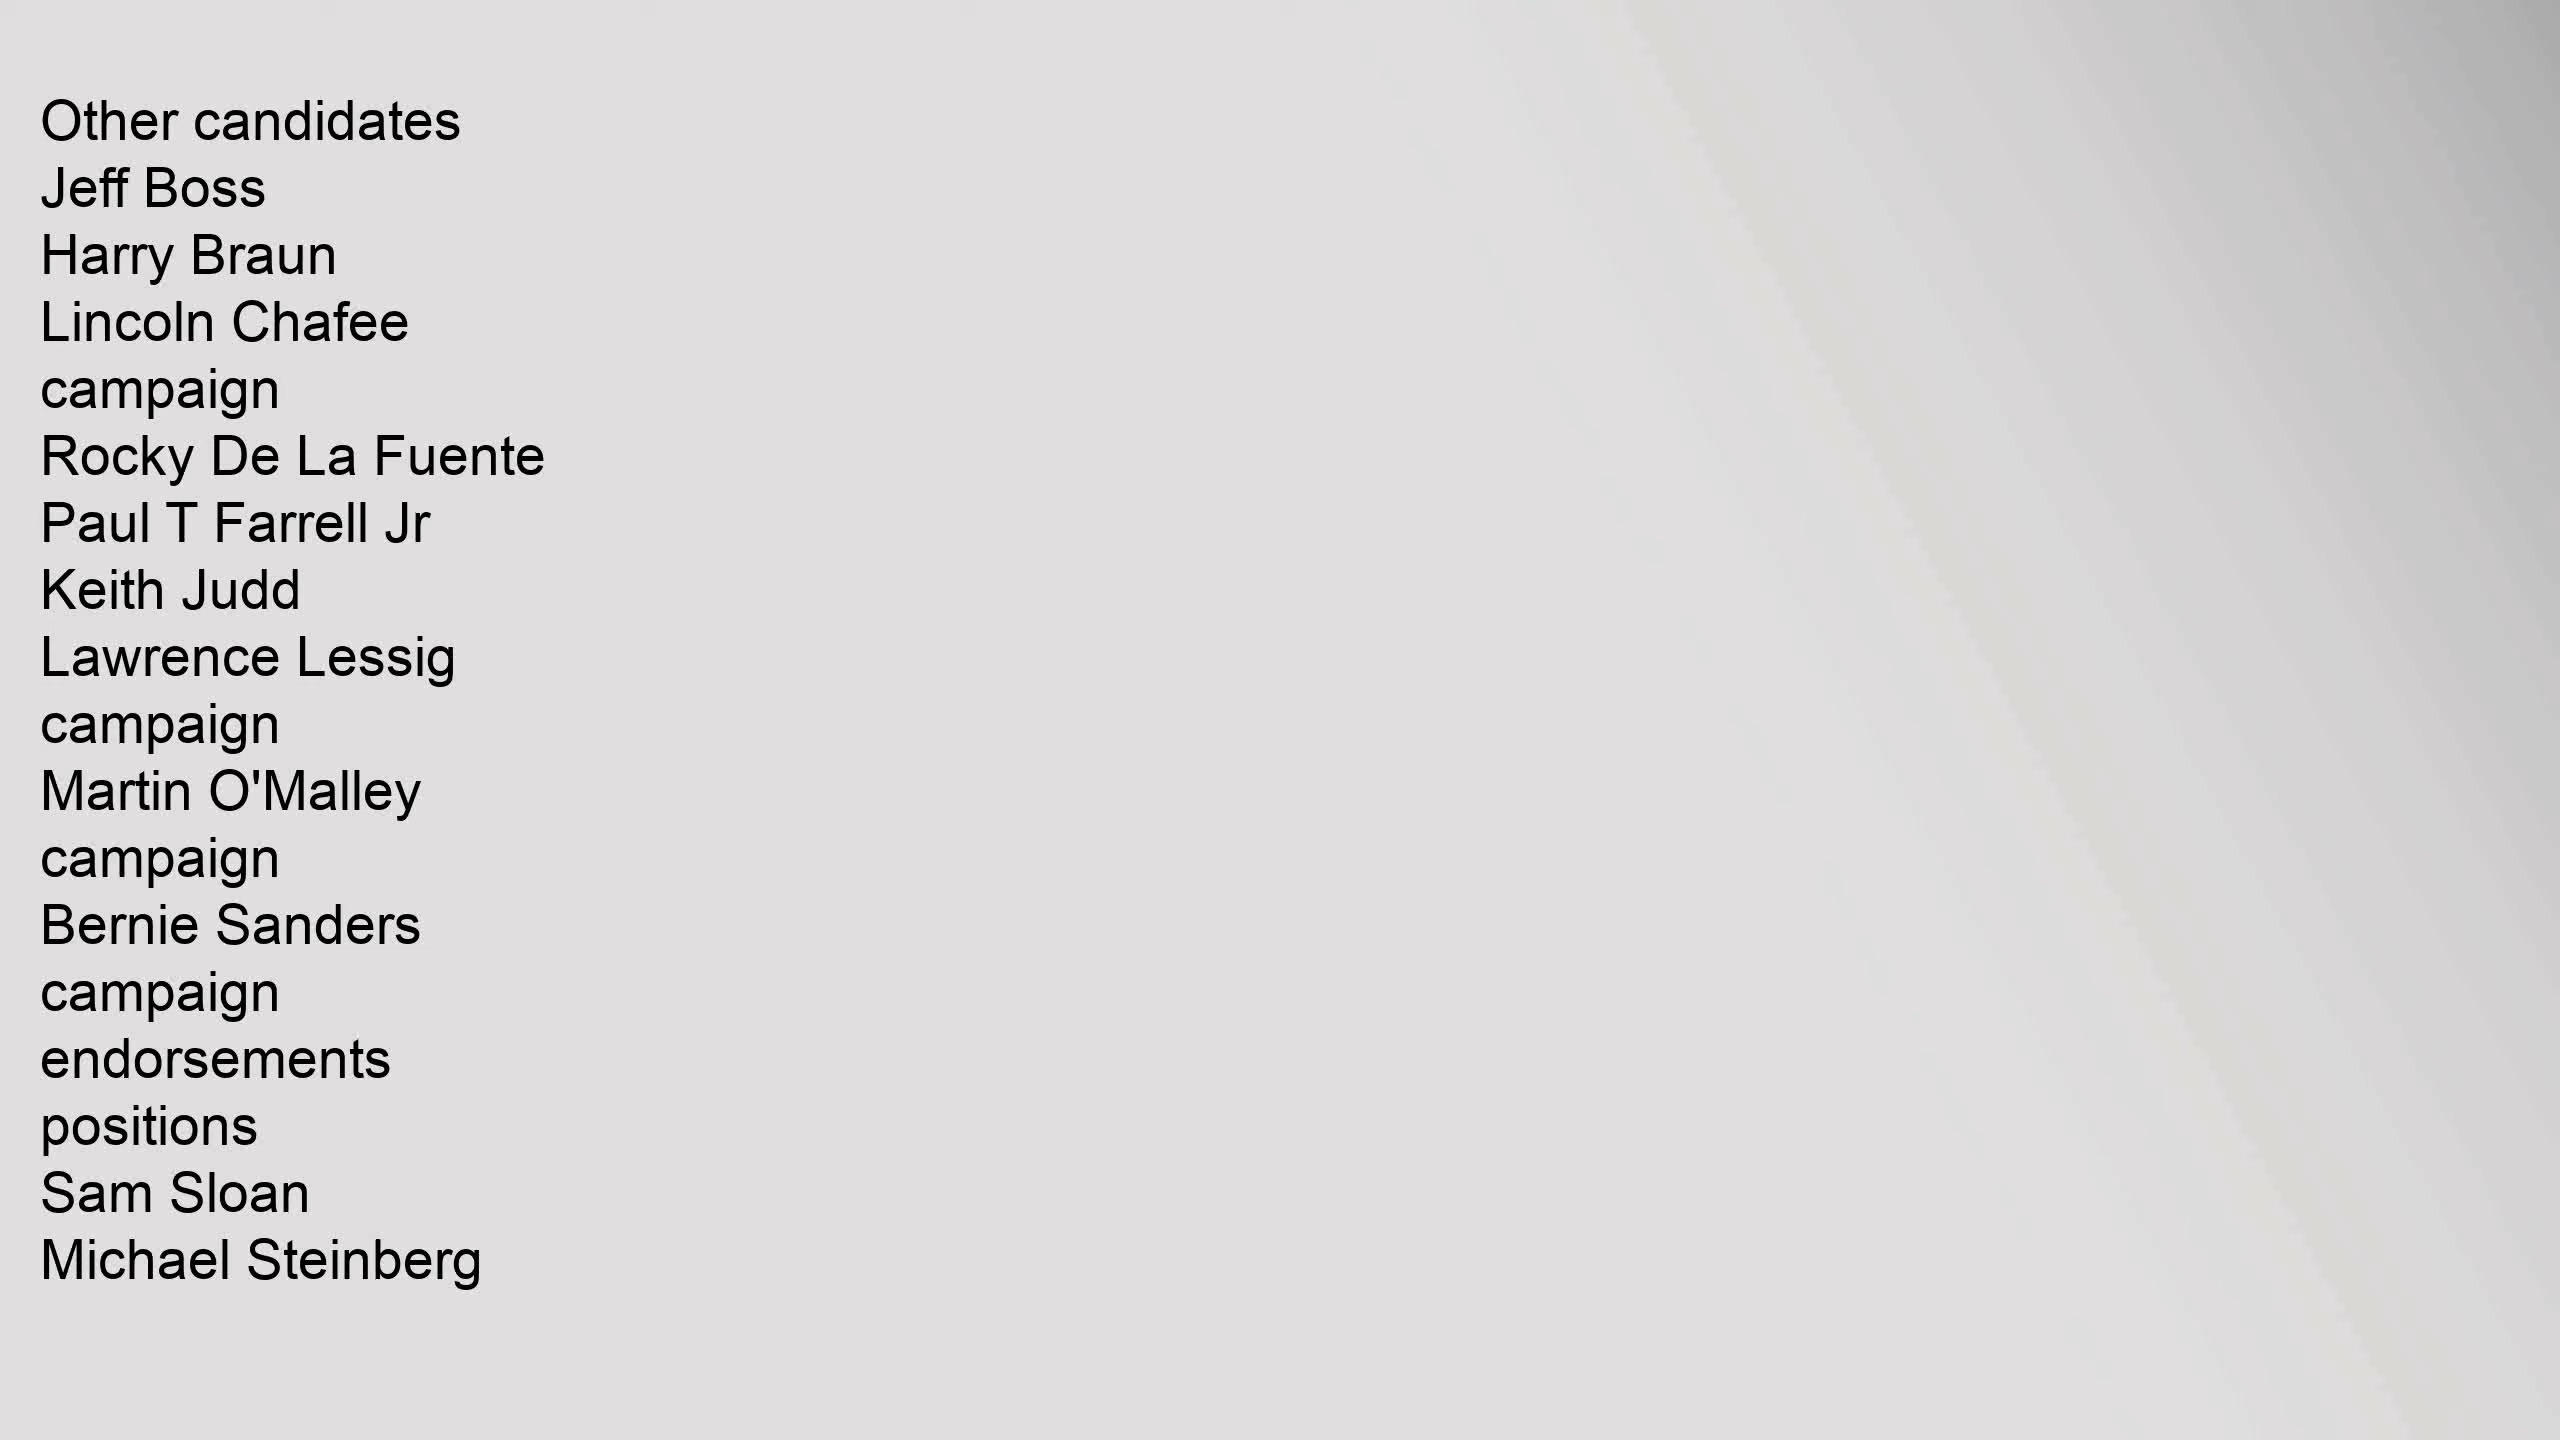 Other candidates
Jeff Boss
Harry Braun
Lincoln Chafee
campaign
Rocky De La Fuente
Paul T Farrell Jr
Keith Judd
Lawrence Lessig
campaign
Martin O'Malley
campaign
Bernie Sanders
campaign
endorsements
positions
Sam Sloan
Michael Steinberg